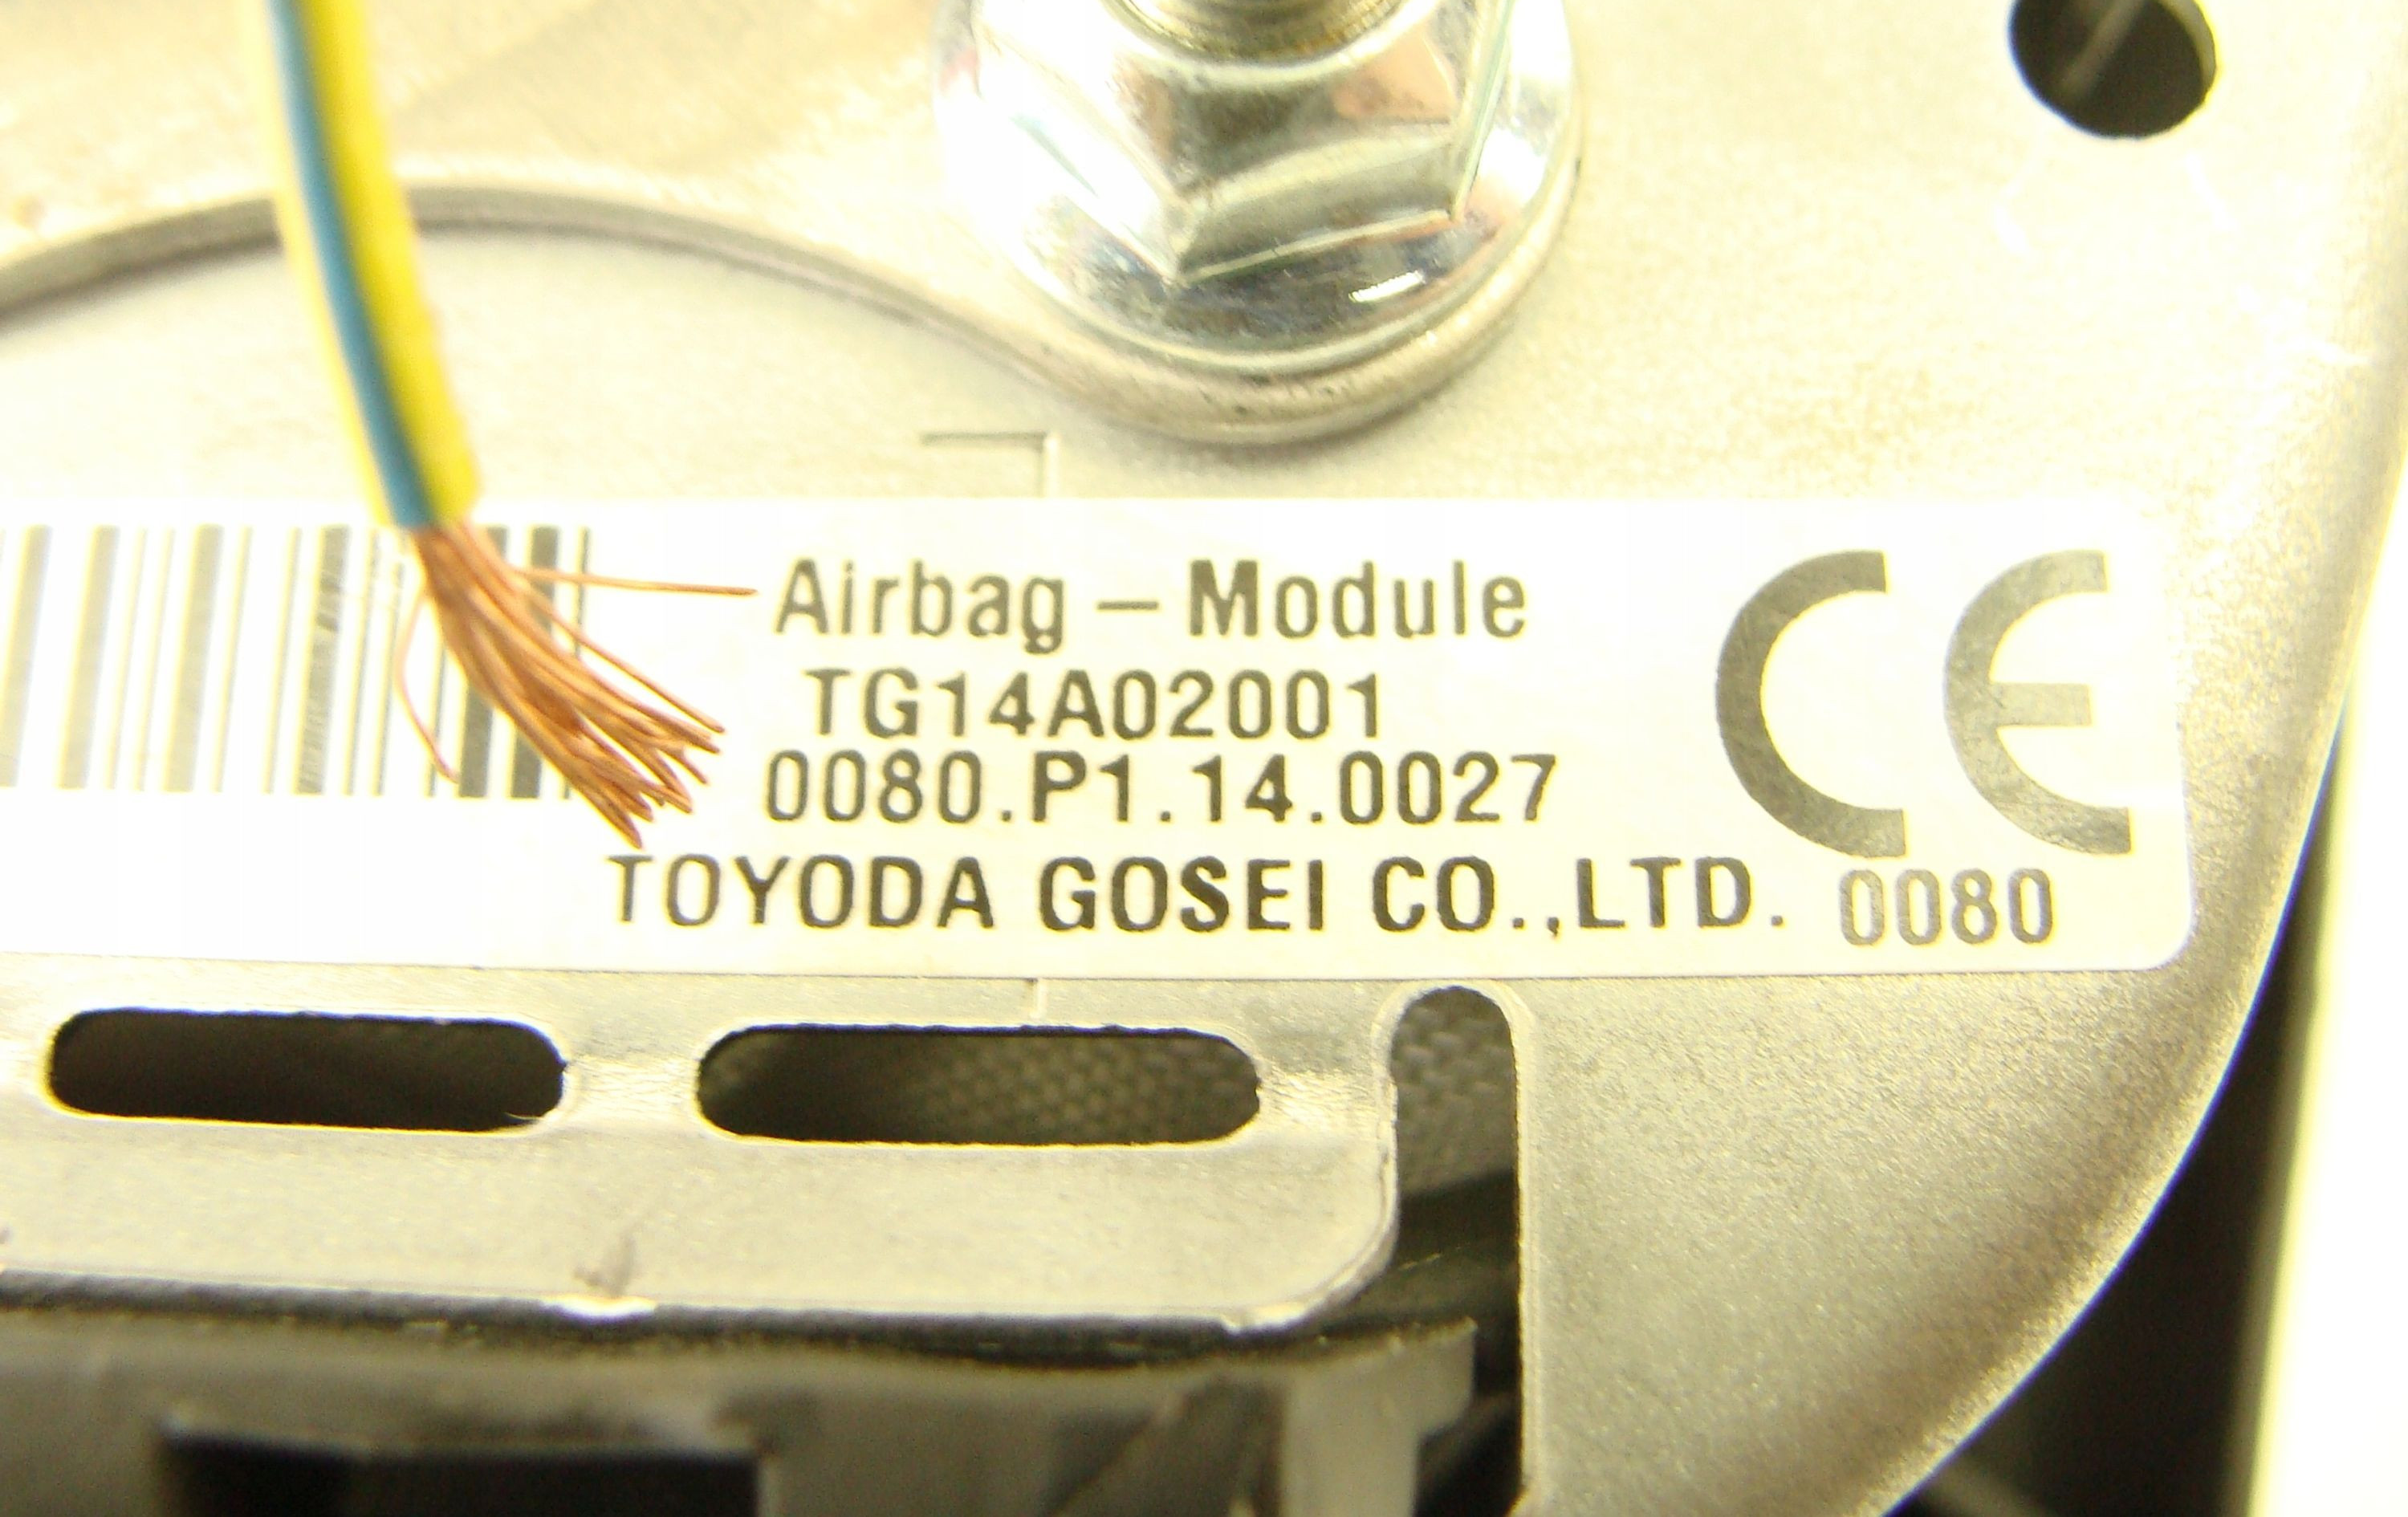 Airbag – Module
TG14A02001
0080.P1.14.0027
TOYODA GOSEI CO.,LTD.
CE
0080